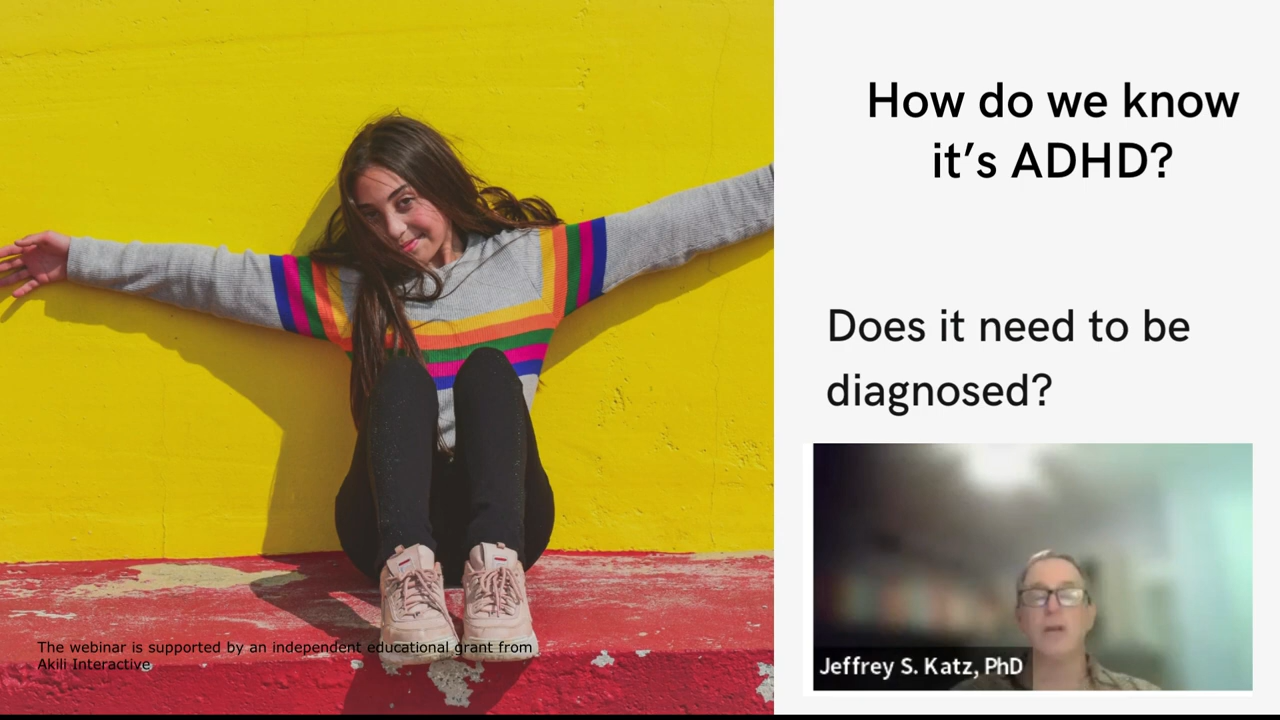 How do we know
it’s ADHD?
Does it need to be
diagnosed?
The webinar is supported by an independent educational grant from
Akili Interactive
Jeffrey S. Katz, PhD